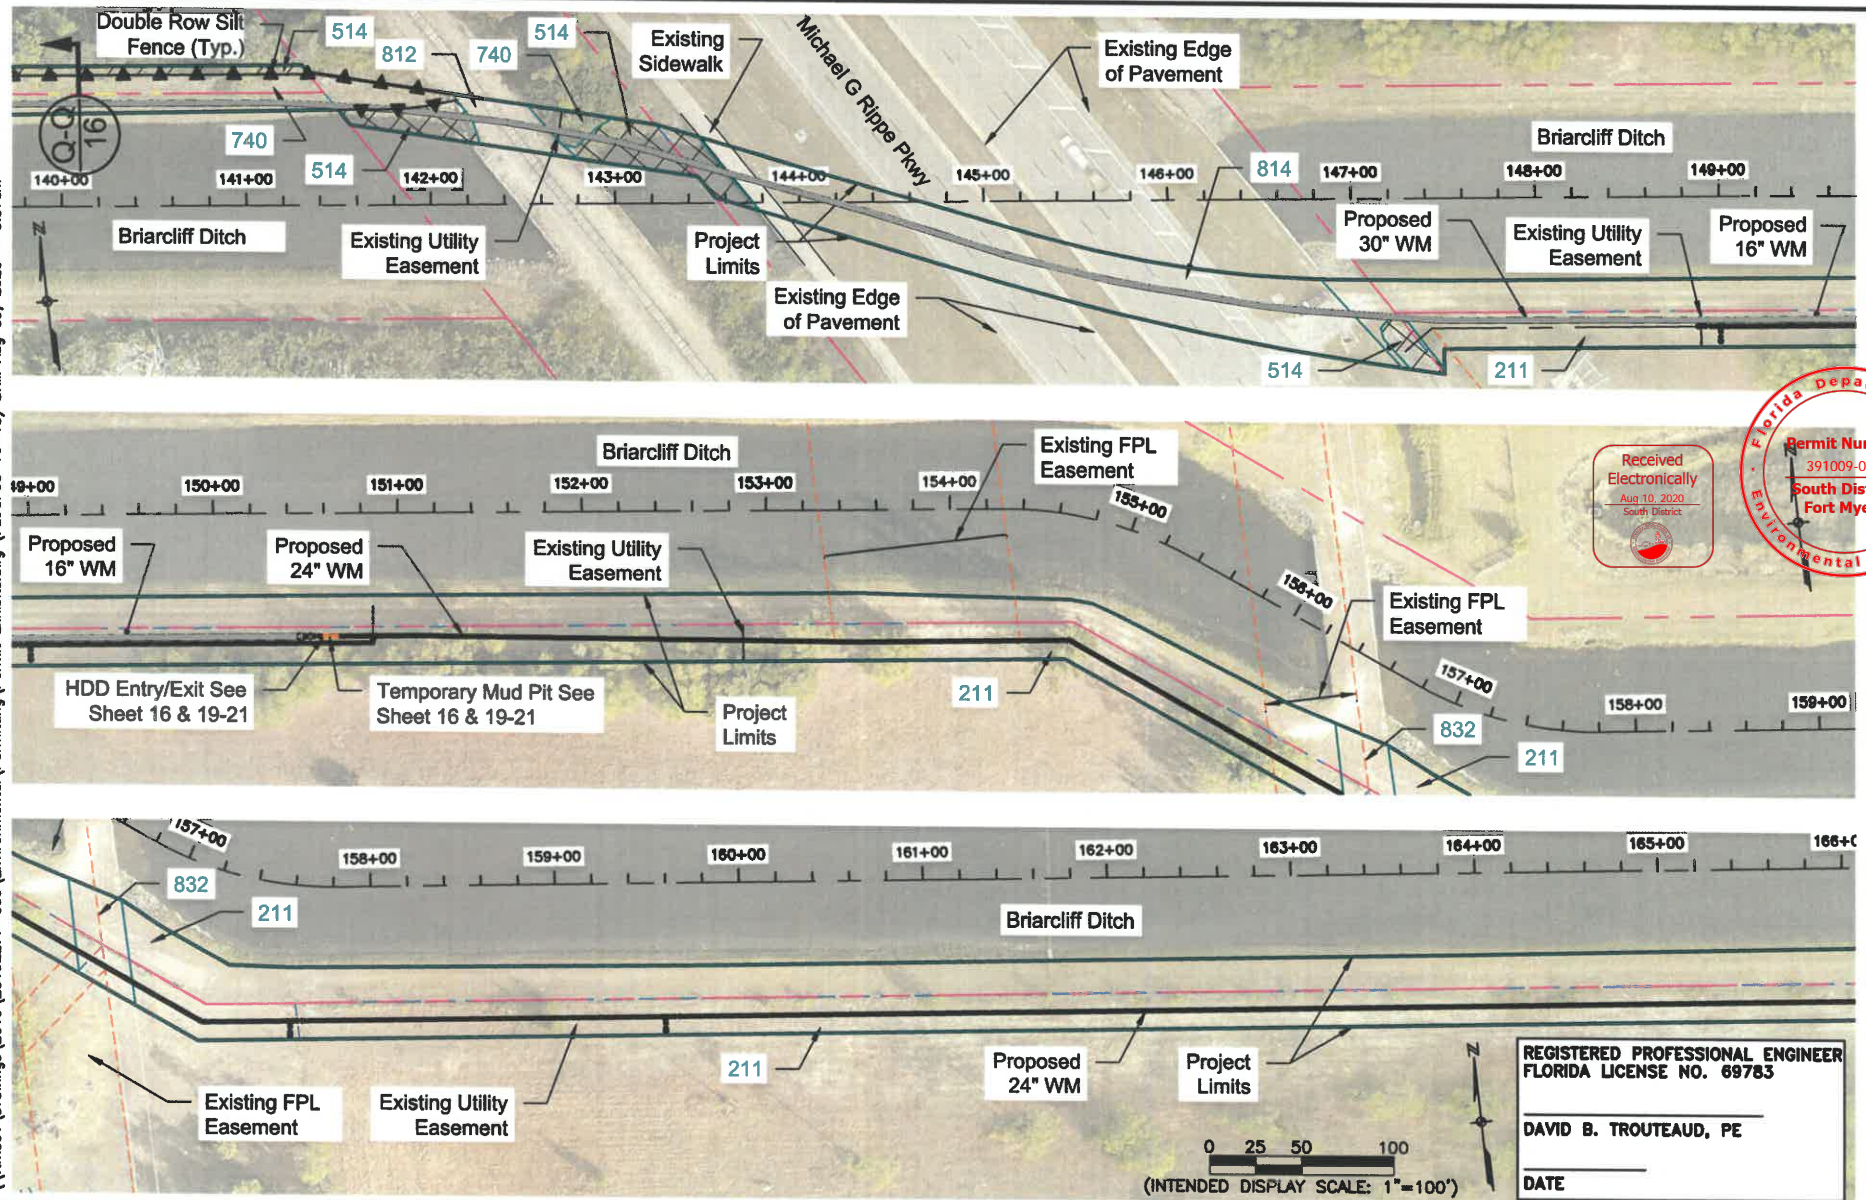 Double Row Silt
Fence (Typ.)
514
812
740
514
Existing
Sidewalk
Michael G Rippe Pkwy
Existing Edge
of Pavement
Q-Q
16
740
514
Briarcliff Ditch
814
140+00
141+00
142+00
143+00
144+00
145+00
146+00
147+00
148+00
149+00
Briarcliff Ditch
Existing Utility
Easement
Project
Limits
Existing Edge
of Pavement
Proposed
30" WM
Existing Utility
Easement
Proposed
16" WM
N
514
211
Briarcliff Ditch
Existing FPL
Easement
49+00
150+00
151+00
152+00
153+00
154+00
155+00
156+00
157+00
158+00
159+00
Proposed
16" WM
Proposed
24" WM
Existing Utility
Easement
Existing FPL
Easement
HDD Entry/Exit See
Sheet 16 & 19-21
Temporary Mud Pit See
Sheet 16 & 19-21
Project
Limits
211
832
211
Received
Electronically
Aug 10, 2020
South District
Florida Depa
Permit Nu
391009-0
South Dis
Fort Mye
Environmental
N
157+00
158+00
159+00
160+00
161+00
162+00
163+00
164+00
165+00
832
211
Briarcliff Ditch
211
Existing FPL
Easement
Existing Utility
Easement
Proposed
24" WM
Project
Limits
N
0 25 50 100
(INTENDED DISPLAY SCALE: 1"=100')
REGISTERED PROFESSIONAL ENGINEER
FLORIDA LICENSE NO. 69783
DAVID B. TROUTEAUD, PE
DATE